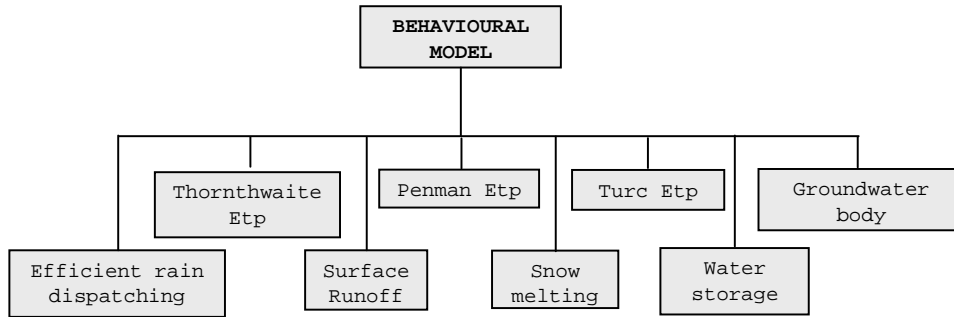 BEHAVIOURAL
MODEL
Thornthwaite
Etp
Penman Etp
Turc Etp
Groundwater
body
Efficient rain
dispatching
Surface
Runoff
Snow
melting
Water
storage